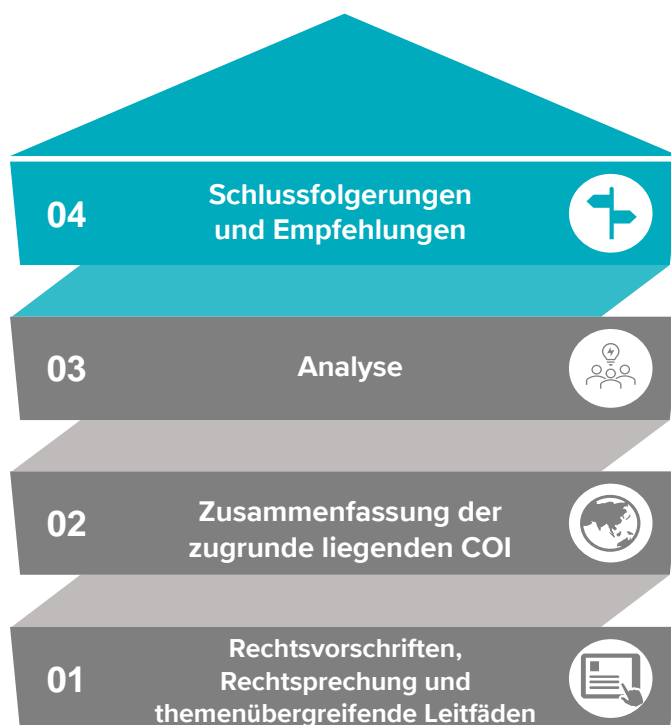 04
Schlussfolgerungen
und Empfehlungen
03
Analyse
02
Zusammenfassung der
zugrunde liegenden COI
01
Rechtsvorschriften,
Rechtsprechung und
themenübergreifende Leitfäden